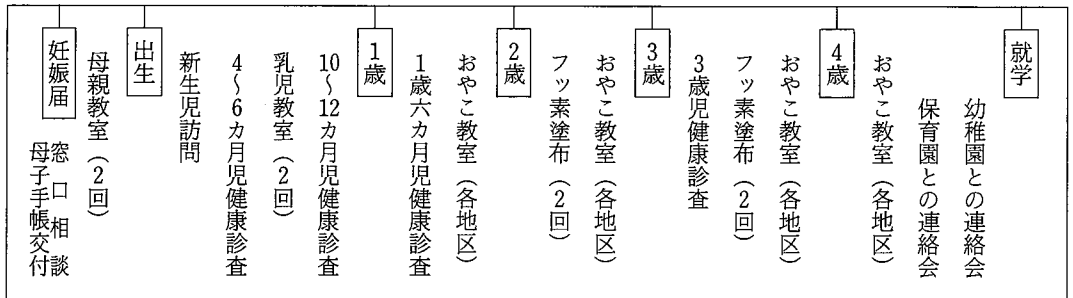 就学
幼稚園との連絡会
保育園との連絡会
おやこ教室（各地区）
4歳
おやこ教室（各地区）
フッ素塗布（2回）
3歳児健康診査
3歳
おやこ教室（各地区）
フッ素塗布（2回）
2歳
おやこ教室（各地区）
1歳六カ月児健康診査
1歳
10〜12カ月児健康診査
乳児教室（2回）
4〜6カ月児健康診査
新生児訪問
出生
母親教室（2回）
妊娠届
窓口相談
母子手帳交付